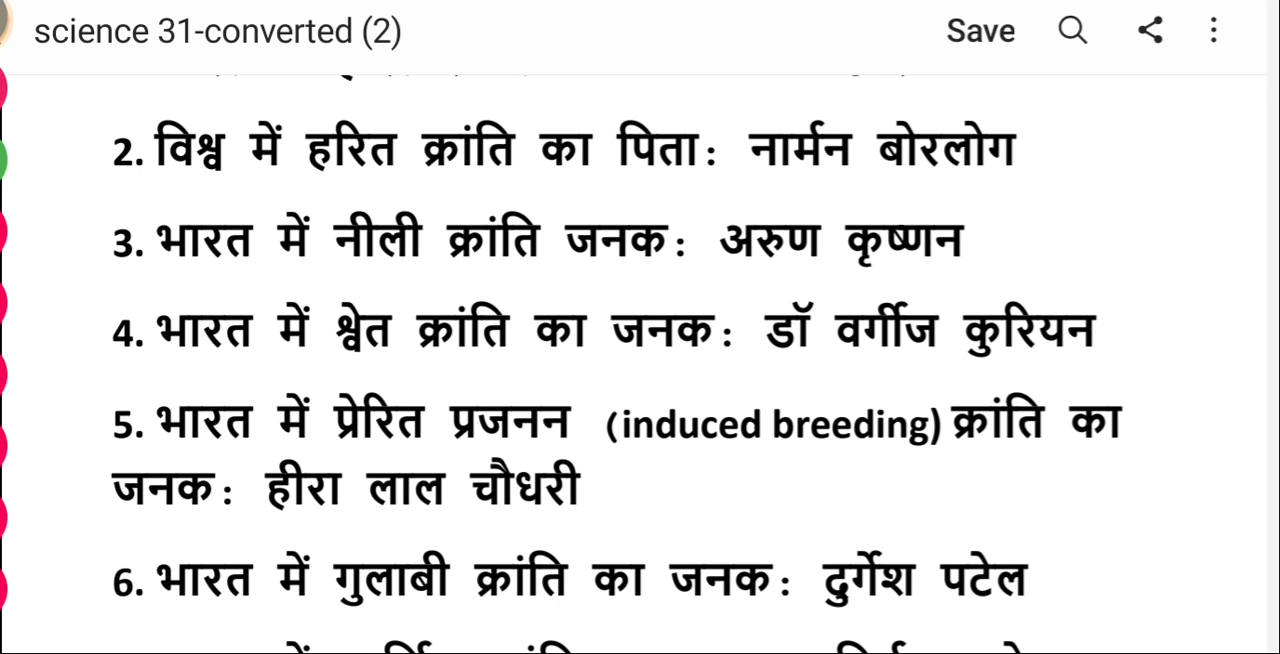 science 31-converted (2)
Save
2. विश्व में हरित क्रांति का पिता: नार्मन बोरलोग
3. भारत में नीली क्रांति जनक: अरुण कृष्णन
4. भारत में श्वेत क्रांति का जनक: डॉ वर्गीज कुरियन
5. भारत में प्रेरित प्रजनन (induced breeding) क्रांति का
जनक: हीरा लाल चौधरी
6. भारत में गुलाबी क्रांति का जनक: दुर्गेश पटेल